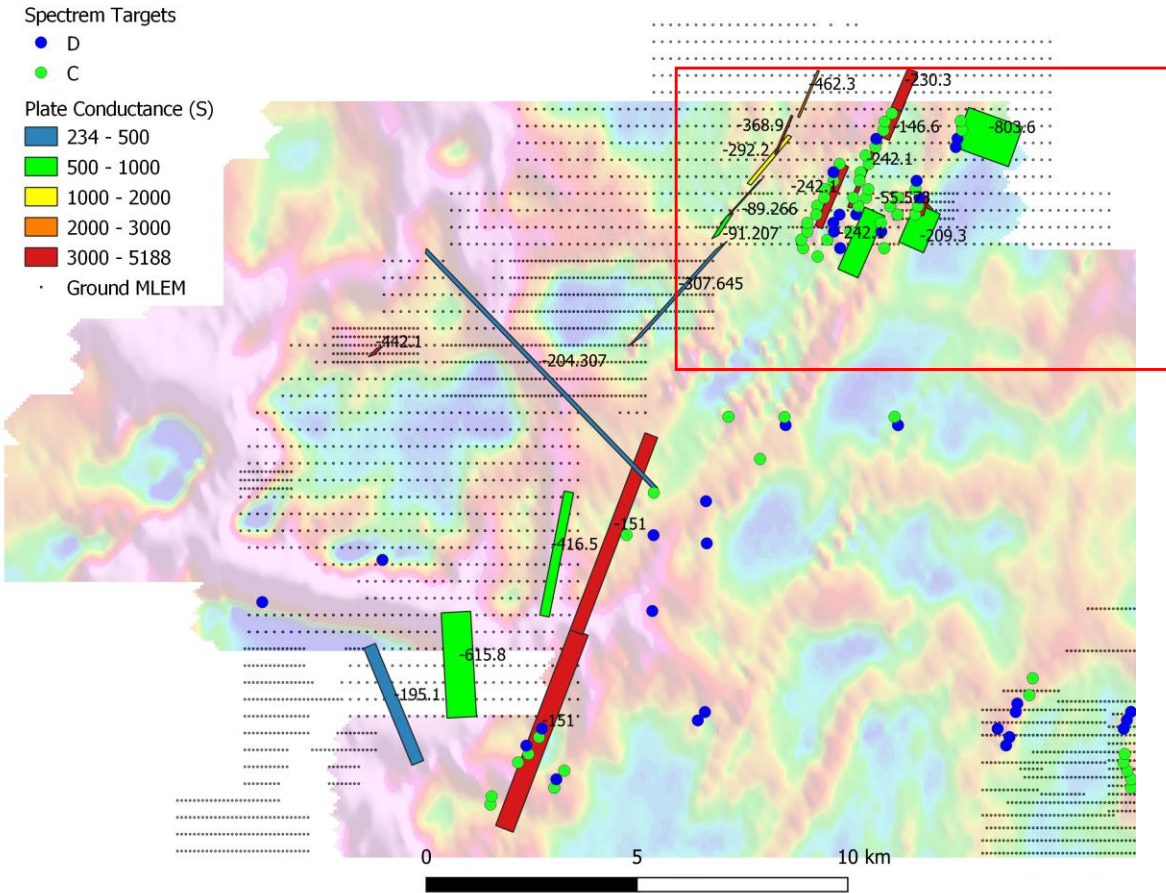 Spectrem Targets
D
C
Plate Conductance (S)
234 - 500
500 - 1000
1000 - 2000
2000 - 3000
3000 - 5188
Ground MLEM
-462.3
-230.3
-368.9
-146.6
-803.6
-292.2
-242.1
-242.1
-55.573
-89.266
-91.207
-242.1
-209.3
-307.645
-442.1
-204.307
-151
-416.5
-615.8
-195.1
-151
0
5
10 km